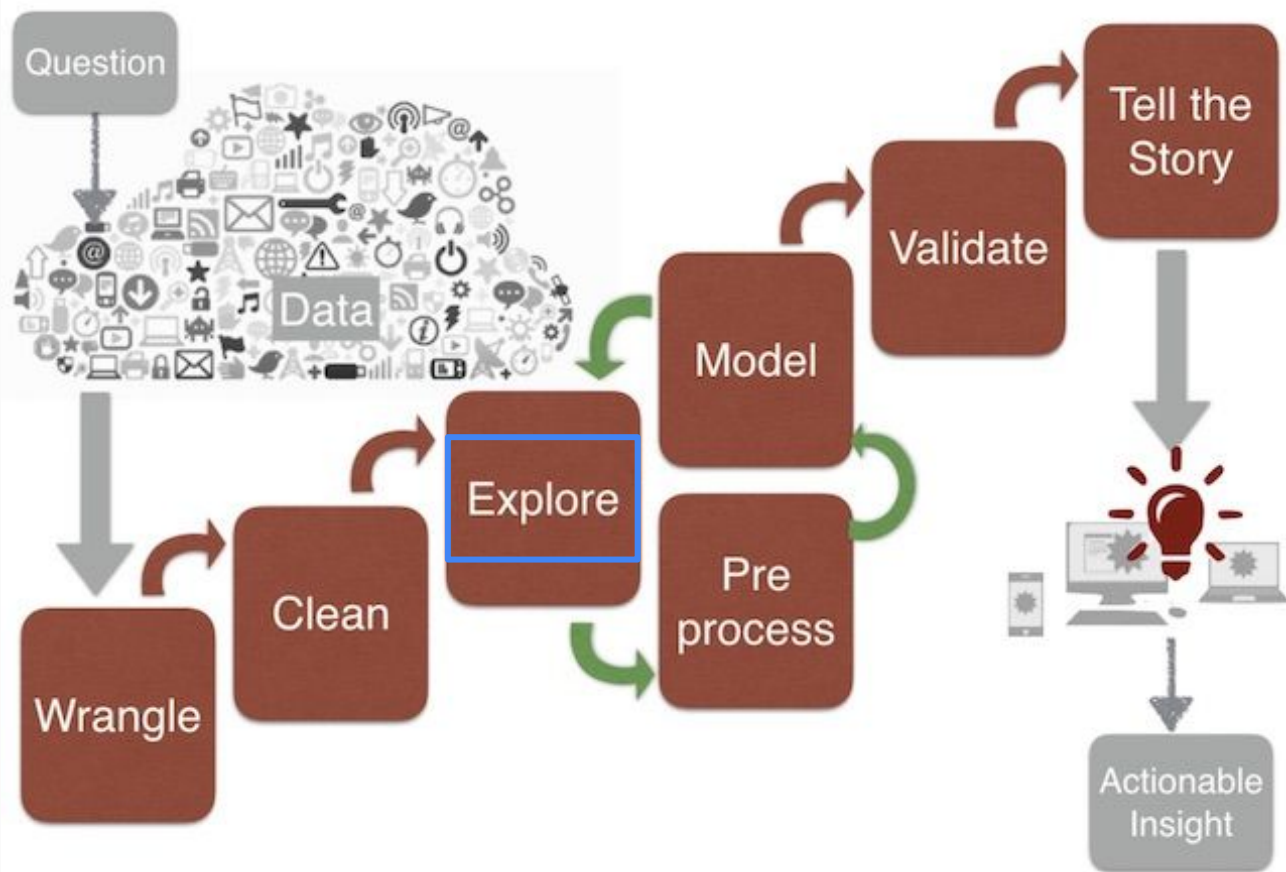 Question
Data
Wrangle
Clean
Explore
Pre
process
Model
Validate
Tell the
Story
Actionable
Insight